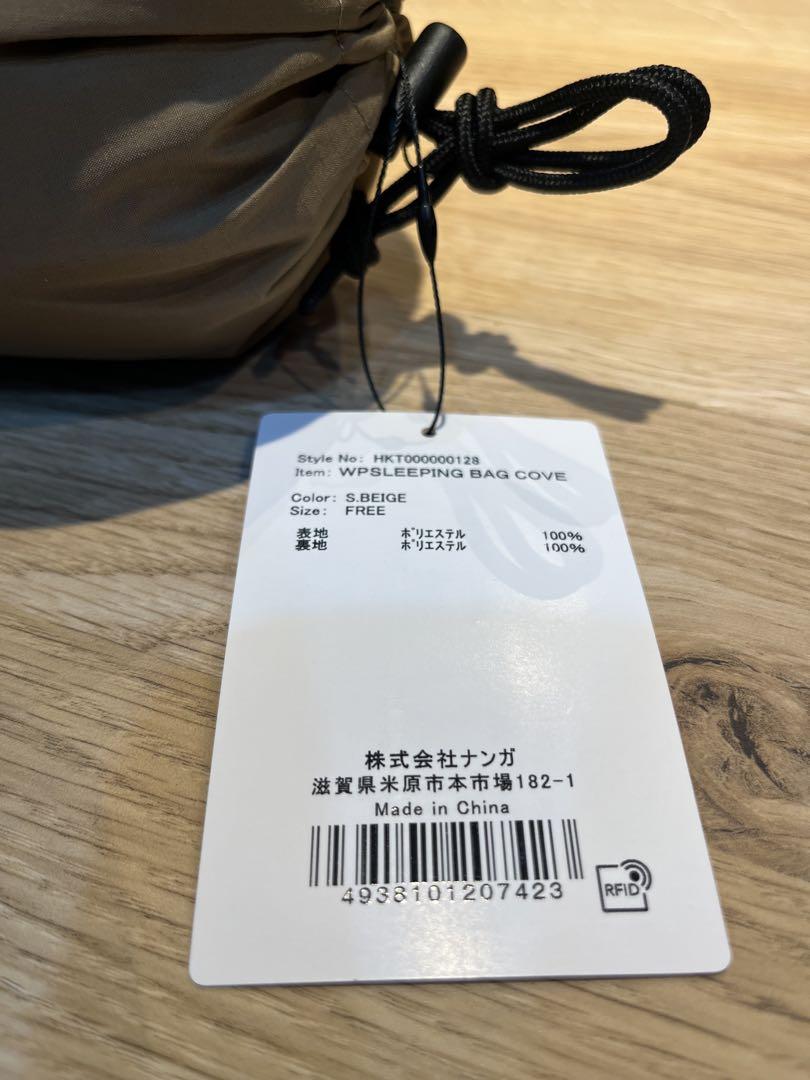 Style No: HKT000000128
Item: WPSLEEPING BAG COVE
Color: S.BEIGE
Size: FREE
表地 ポリエステル 100%
裏地 ポリエステル 100%
株式会社ナンガ
滋賀県米原市本市場182-1
Made in China
4938101207423
RFID